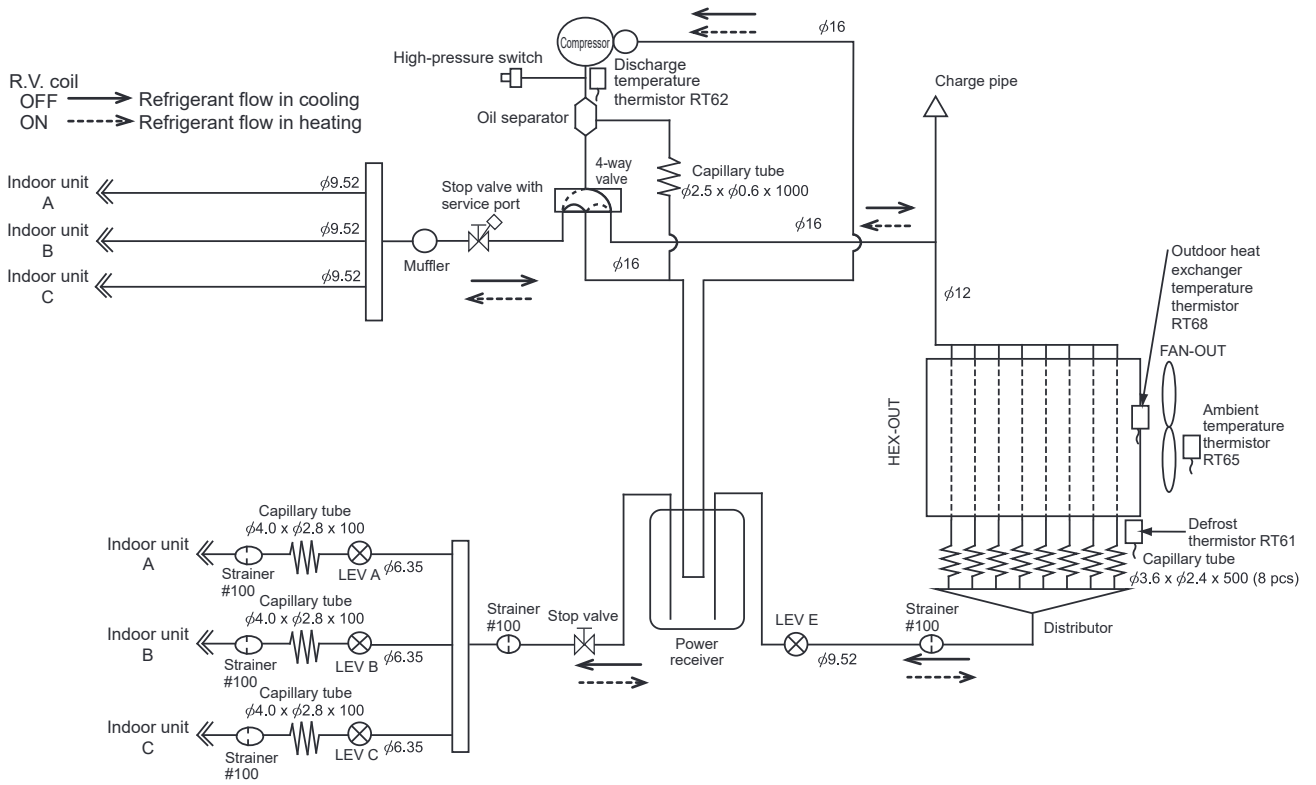 Compressor
φ16
High-pressure switch
Discharge
temperature
thermistor RT62
R.V. coil
OFF Refrigerant flow in cooling
ON Refrigerant flow in heating
Oil separator
Charge pipe
4-way
valve
Capillary tube
φ2.5 x φ0.6 x 1000
Indoor unit
A
φ9.52
Stop valve with
service port
Indoor unit
B
φ9.52
φ16
Muffler
Indoor unit
C
φ9.52
φ16
Outdoor heat
exchanger
temperature
thermistor
RT68
φ12
FAN-OUT
HEX-OUT
Ambient
temperature
thermistor
RT65
Defrost
thermistor RT61
Capillary tube
φ3.6 x φ2.4 x 500 (8 pcs)
Capillary tube
φ4.0 x φ2.8 x 100
Indoor unit
A
Strainer
#100
LEV A
φ6.35
Capillary tube
φ4.0 x φ2.8 x 100
Indoor unit
B
Strainer
#100
LEV B
φ6.35
Capillary tube
φ4.0 x φ2.8 x 100
Indoor unit
C
Strainer
#100
LEV C
φ6.35
Strainer
#100
Stop valve
Power
receiver
LEV E
φ9.52
Strainer
#100
Distributor